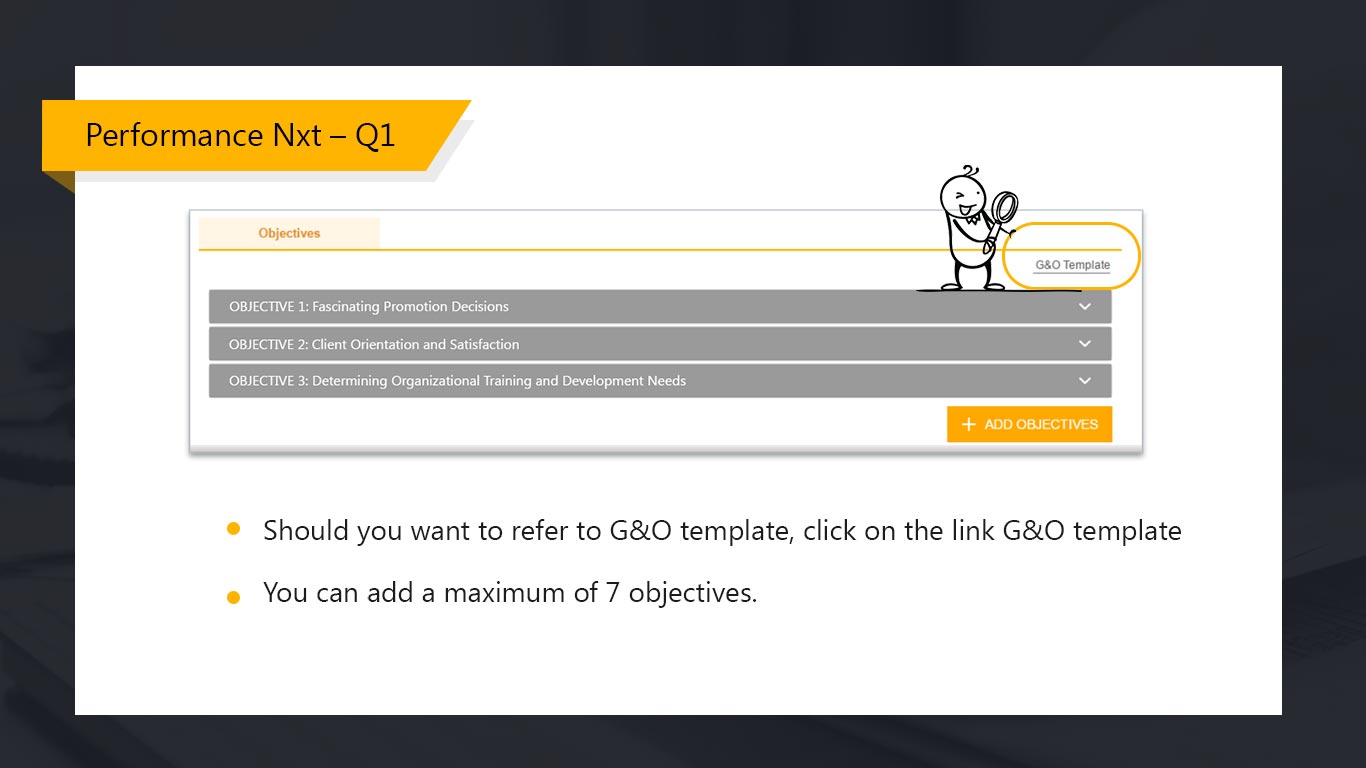 Performance Nxt – Q1
Objectives
G&O Template
OBJECTIVE 1: Fascinating Promotion Decisions
OBJECTIVE 2: Client Orientation and Satisfaction
OBJECTIVE 3: Determining Organizational Training and Development Needs
+ ADD OBJECTIVES
Should you want to refer to G&O template, click on the link G&O template
You can add a maximum of 7 objectives.